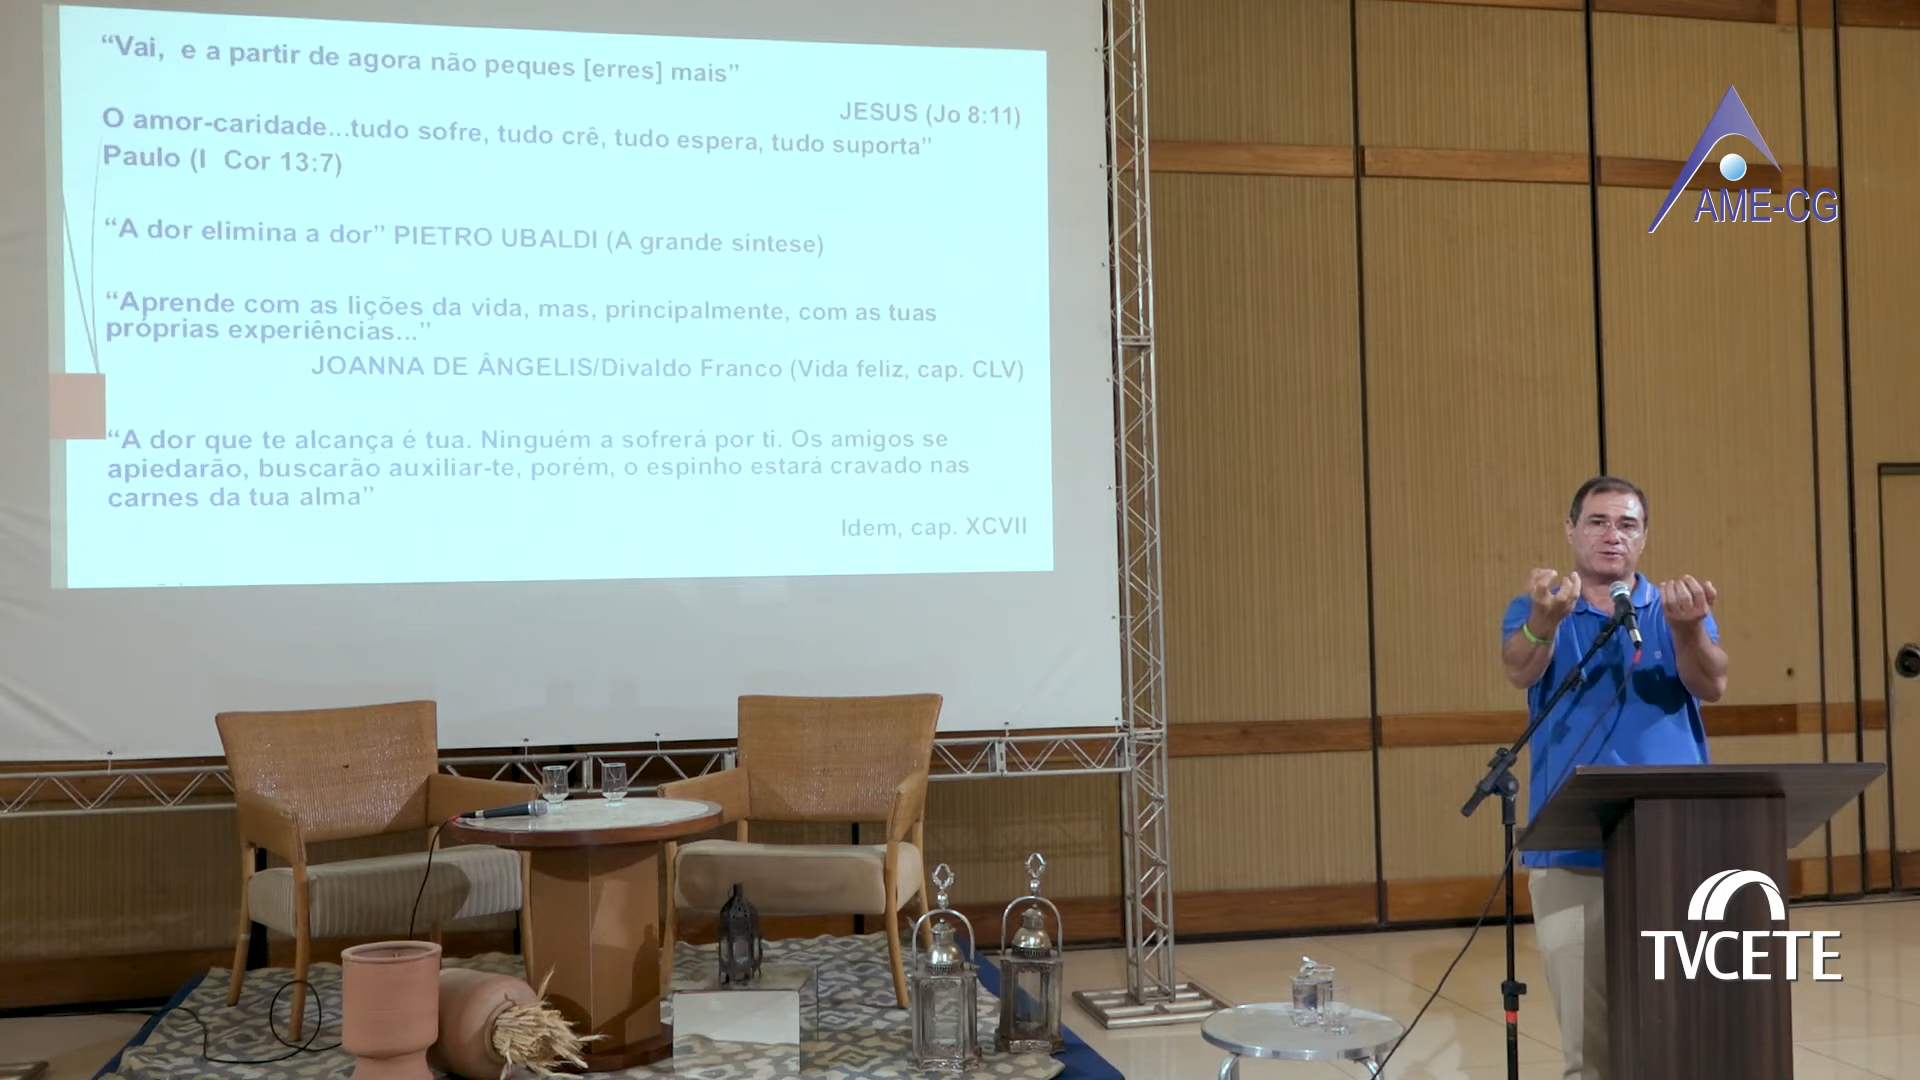 “Vai,  e a partir de agora não peques [erres] mais”
JESUS (Jo 8:11)
O amor-caridade...tudo sofre, tudo crê, tudo espera, tudo suporta”
Paulo (I  Cor 13:7)
“A dor elimina a dor” PIETRO UBALDI (A grande síntese)
“Aprende com as lições da vida, mas, principalmente, com as tuas
próprias experiências...”
JOANNA DE ÂNGELIS/Divaldo Franco (Vida feliz, cap. CLV)
“A dor que te alcança é tua. Ninguém a sofrerá por ti. Os amigos se
apiedarão, buscarão auxiliar-te, porém, o espinho estará cravado nas
carnes da tua alma”
Idem, cap. XCVII
AME-CG
TVCETE